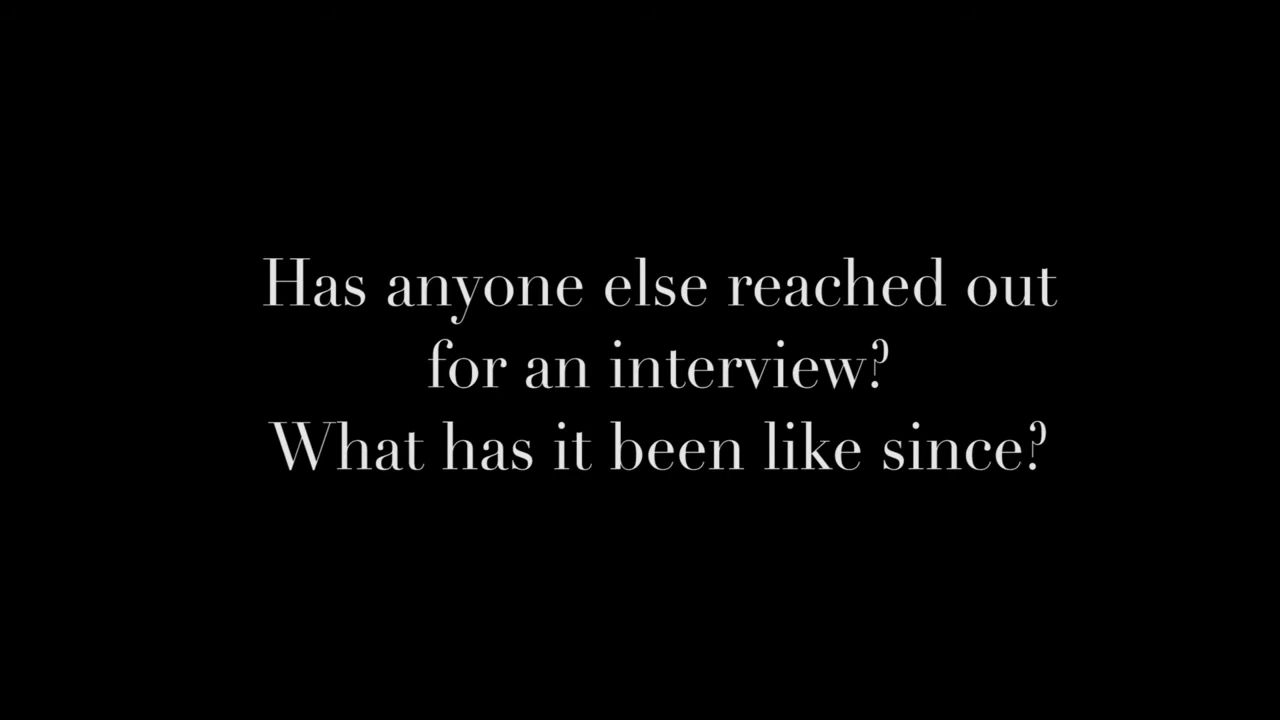 Has anyone else reached out
for an interview?
What has it been like since?